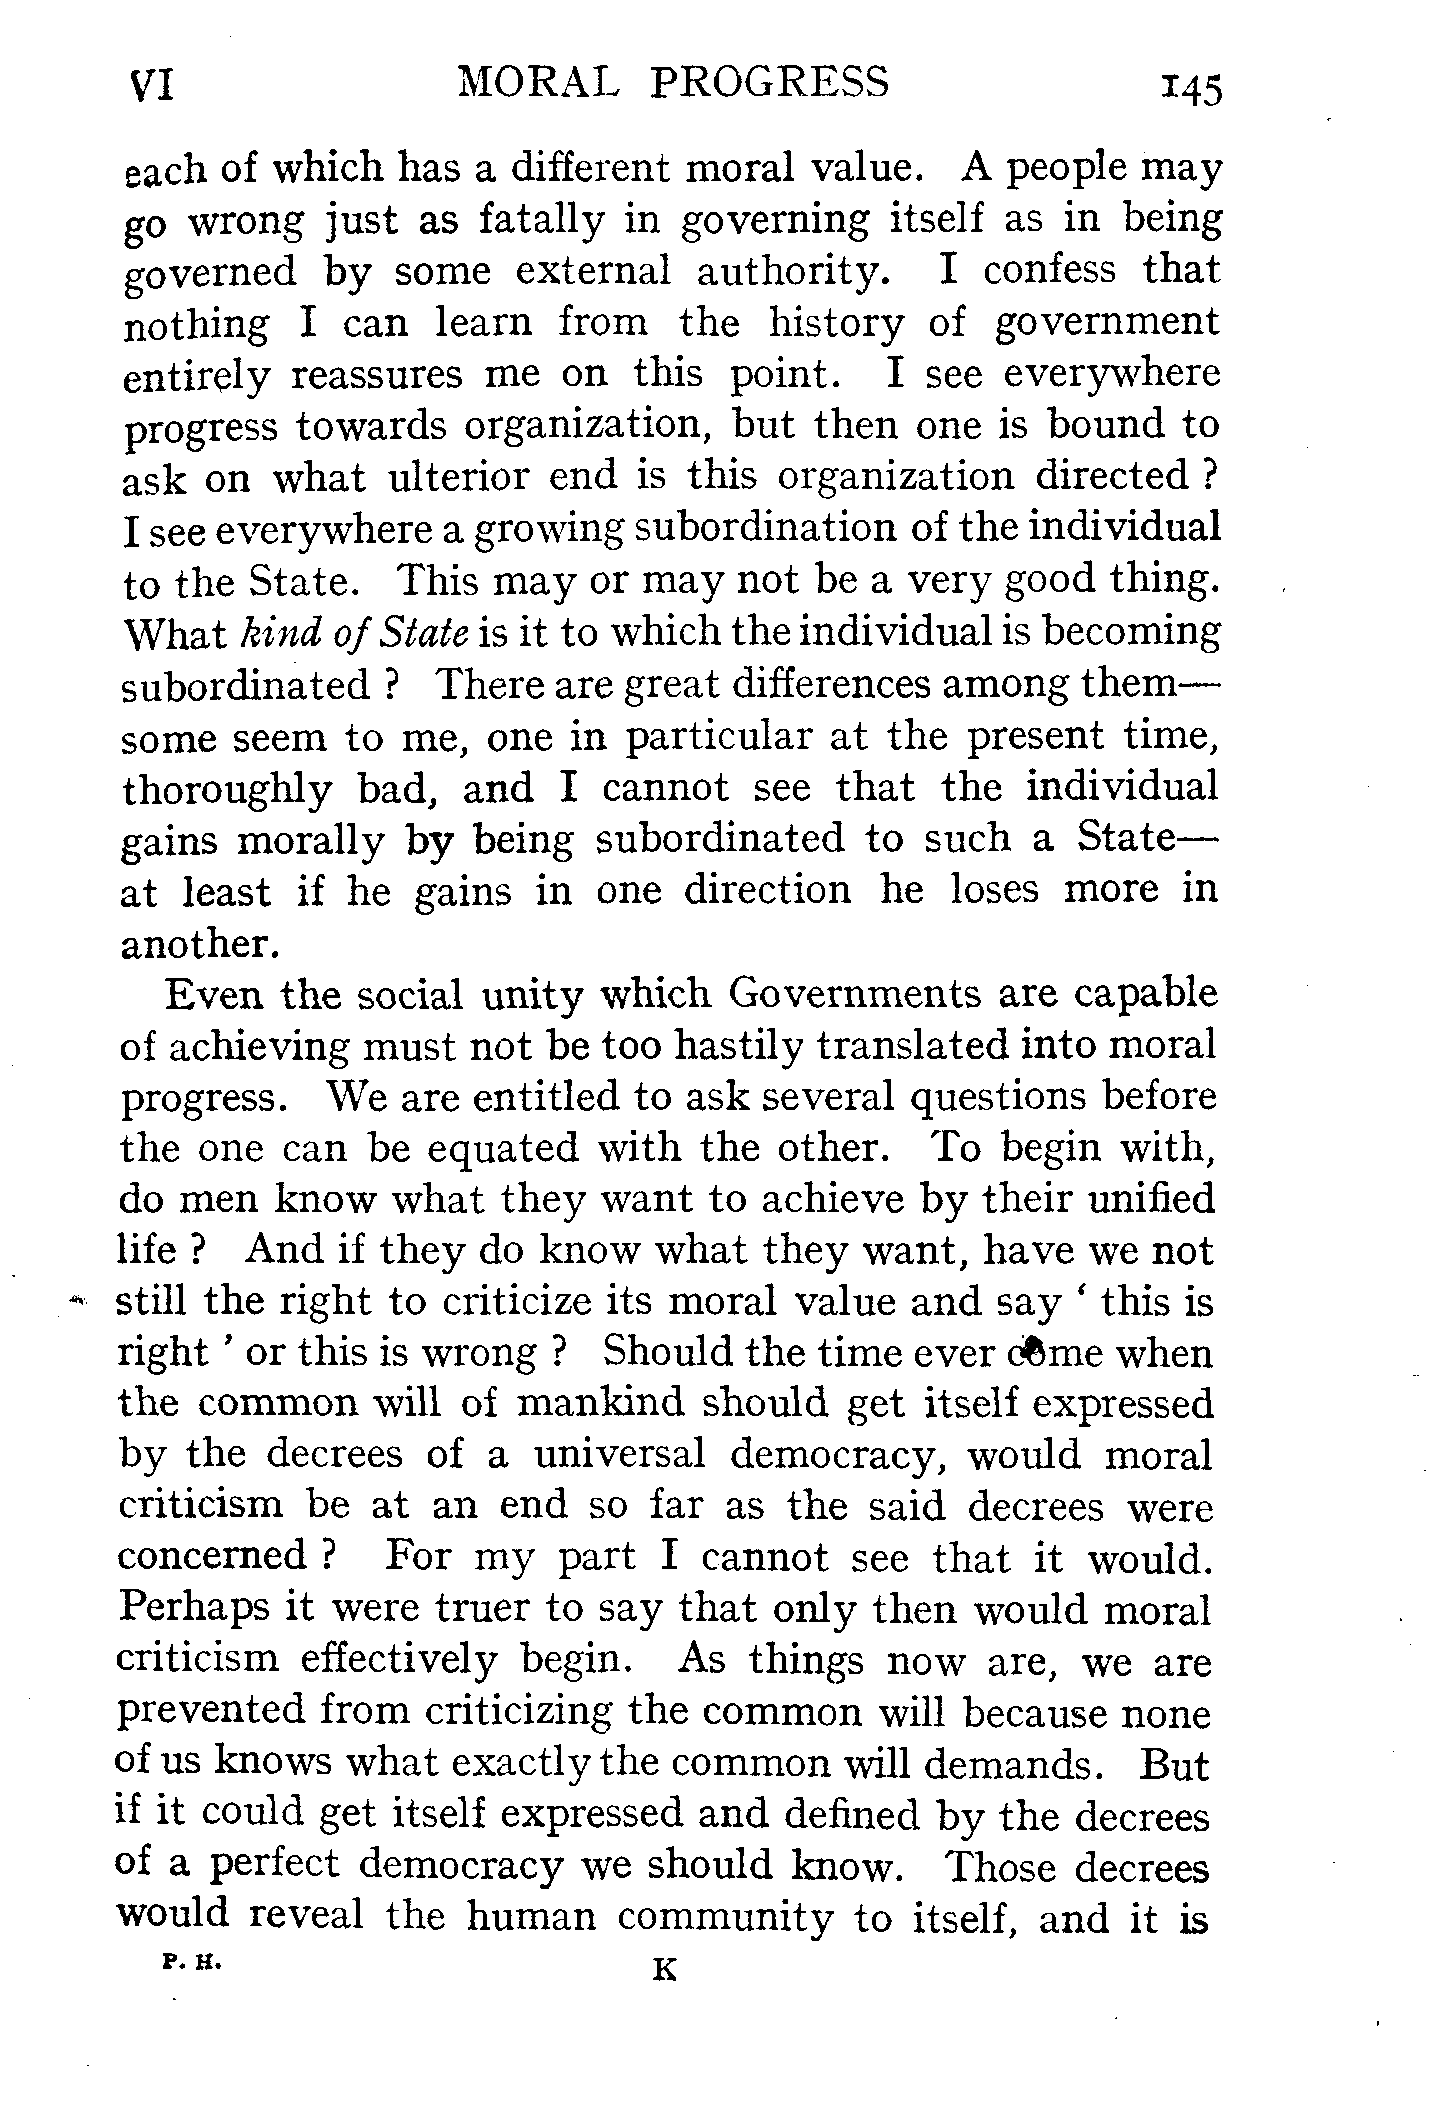 VI MORAL PROGRESS 145
each of which has a different moral value. A people may
go wrong just as fatally in governing itself as in being
governed by some external authority. I confess that
nothing I can learn from the history of government
entirely reassures me on this point. I see everywhere
progress towards organization, but then one is bound to
ask on what ulterior end is this organization directed ?
I see everywhere a growing subordination of the individual
to the State. This may or may not be a very good thing.
What kind of State is it to which the individual is becoming
subordinated ? There are great differences among them—
some seem to me, one in particular at the present time,
thoroughly bad, and I cannot see that the individual
gains morally by being subordinated to such a State—
at least if he gains in one direction he loses more in
another.
Even the social unity which Governments are capable
of achieving must not be too hastily translated into moral
progress. We are entitled to ask several questions before
the one can be equated with the other. To begin with,
do men know what they want to achieve by their unified
life ? And if they do know what they want, have we not
still the right to criticize its moral value and say ‘ this is
right ’ or this is wrong ? Should the time ever come when
the common will of mankind should get itself expressed
by the decrees of a universal democracy, would moral
criticism be at an end so far as the said decrees were
concerned ? For my part I cannot see that it would.
Perhaps it were truer to say that only then would moral
criticism effectively begin. As things now are, we are
prevented from criticizing the common will because none
of us knows what exactly the common will demands. But
if it could get itself expressed and defined by the decrees
of a perfect democracy we should know. Those decrees
would reveal the human community to itself, and it is
P. H. K